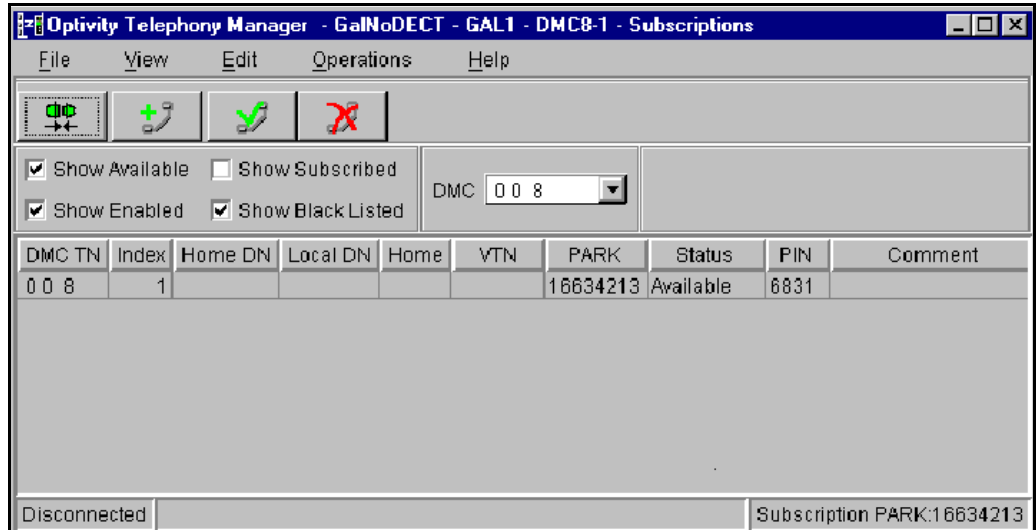 Optivity Telephony Manager - GalNoDECT - GAL1 - DMC8-1 - Subscriptions
File View Edit Operations Help
Show Available Show Subscribed
Show Enabled Show Black Listed
DMC 0 0 8
DMC TN Index Home DN Local DN Home VTN PARK Status PIN Comment
0 0 8 1 16634213 Available 6831
Disconnected Subscription PARK:16634213